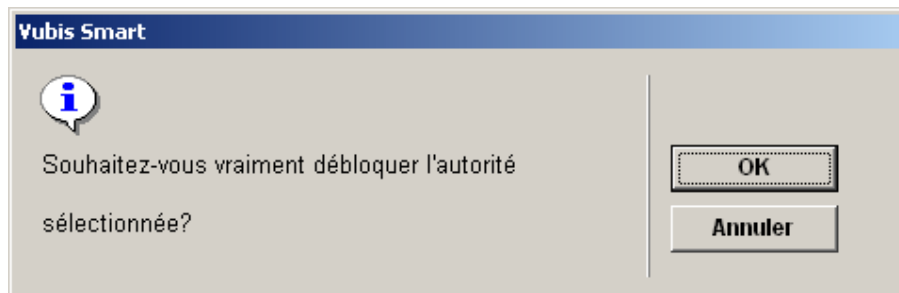 Vubis Smart
Souhaitez-vous vraiment débloquer l'autorité
sélectionnée?
OK
Annuler